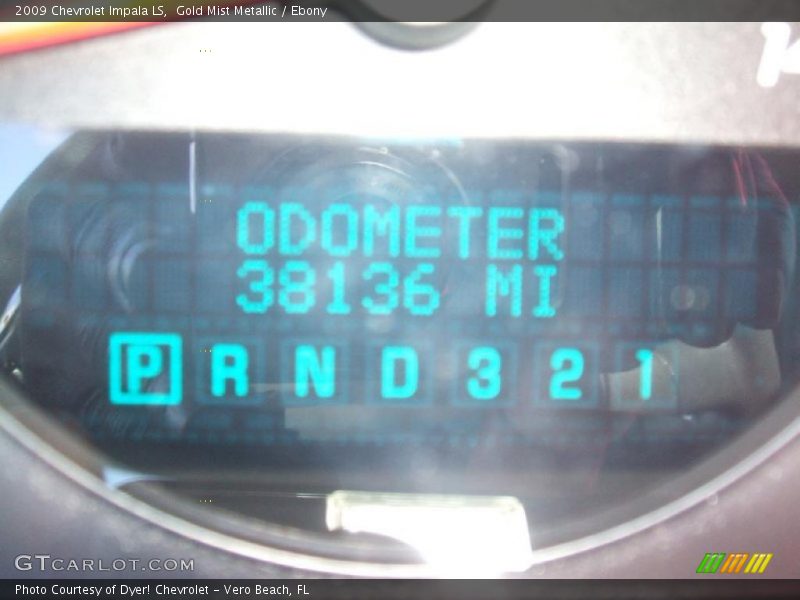 2009 Chevrolet Impala LS,  Gold Mist Metallic / Ebony
ODOMETER
38136 MI
P R N D 3 2 1
GTCARLOT.COM
Photo Courtesy of Dyer! Chevrolet - Vero Beach, FL